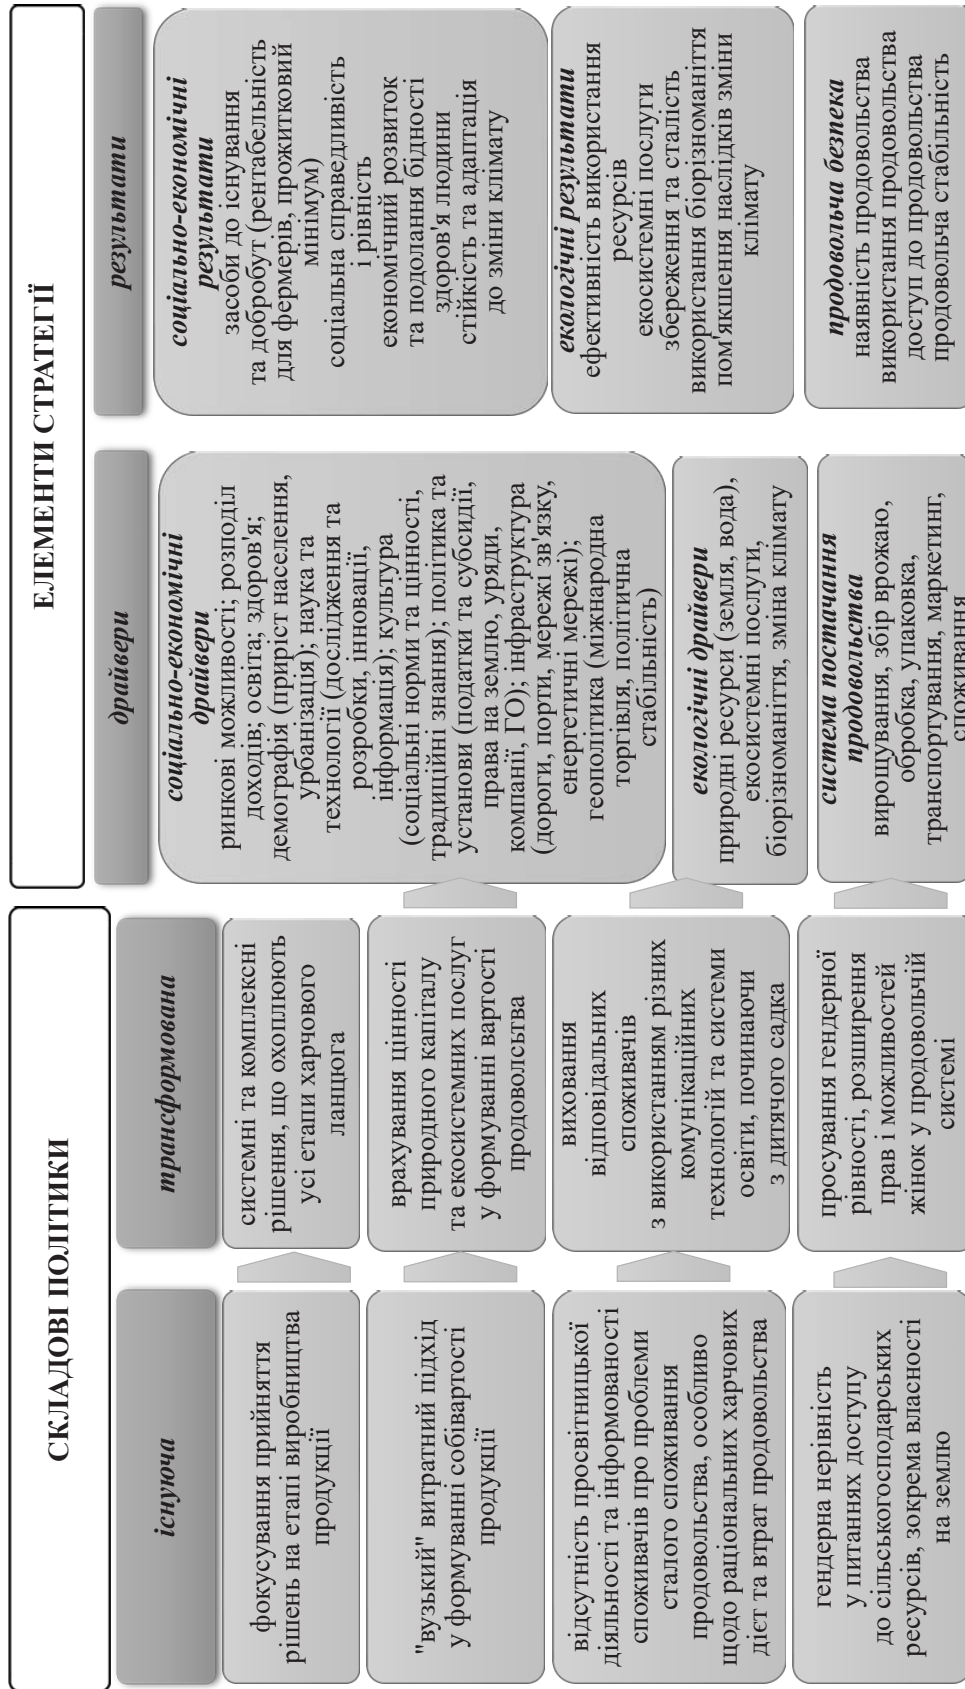 СКЛАДОВІ ПОЛІТИКИ
ЕЛЕМЕНТИ СТРАТЕГІЇ
існуюча
трансформована
драйвери
результати
фокусування прийняття
рішень на етапі виробництва
продукції
"вузький" витратний підхід
у формуванні собівартості
продукції
відсутність просвітницької
діяльності та інформованості
споживачів про проблеми
сталого споживання
продовольства, особливо
щодо раціональних харчових
дієт та втрат продовольства
гендерна нерівність
у питаннях доступу
до сільськогосподарських
ресурсів, зокрема власності
на землю
системні та комплексні
рішення, що охоплюють
усі етапи харчового
ланцюга
врахування цінності
природного капіталу
та екосистемних послуг
у формуванні вартості
продоволства
виховання
відповідальних
споживачів
з використанням різних
комунікаційних
технологій та системи
освіти, починаючи
з дитячого садка
просування гендерної
рівності, розширення
прав і можливостей
жінок у продовольчій
системі
соціально-економічні
драйвери
ринкові можливості; розподіл
доходів; освіта; здоров'я;
демографія (приріст населення,
урбанізація); наука та
технології (дослідження та
розробки, інновації,
інформація); культура
(соціальні норми та цінності,
традиційні знання); політика та
установи (податки та субсидії,
права на землю, уряди,
компанії, ГО); інфраструктура
(дороги, порти, мережі зв'язку,
енергетичні мережі);
геополітика (міжнародна
торгівля, політична
стабільність)
екологічні драйвери
природні ресурси (земля, вода),
екосистемні послуги,
біорізноманіття, зміна клімату
система постачання
продовольства
вирощування, збір врожаю,
обробка, упаковка,
транспортування, маркетинг,
споживання
соціально-економічні
результати
засоби до існування
та добробут (рентабельність
для фермерів, прожитковий
мінімум)
соціальна справедливість
і рівність
економічний розвиток
та подолання бідності
здоров'я людини
стійкість та адаптація
до зміни клімату
екологічні результати
ефективність використання
ресурсів
екосистемні послуги
збереження та сталість
використання біорізноманіття
пом'якшення наслідків зміни
клімату
продовольча безпека
наявність продовольства
використання продовольства
доступ до продовольства
продовольча стабільність